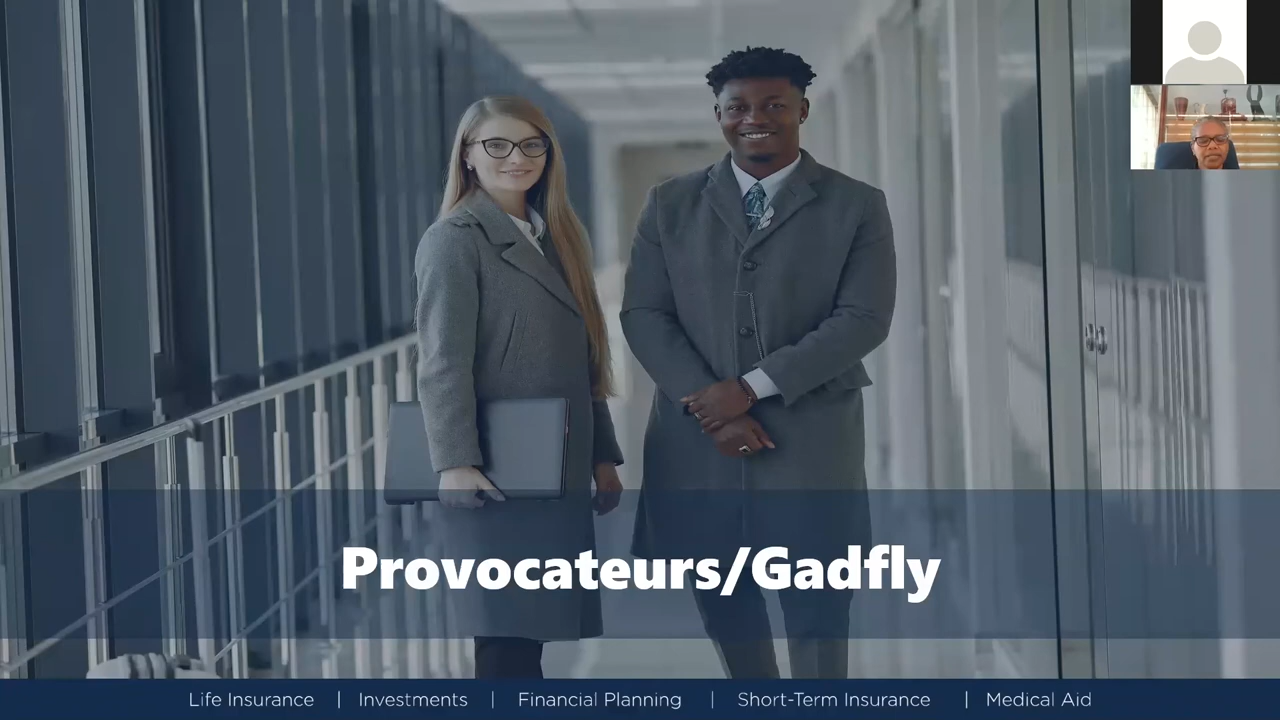 Provocateurs/Gadfly
Life Insurance | Investments | Financial Planning | Short-Term Insurance | Medical Aid